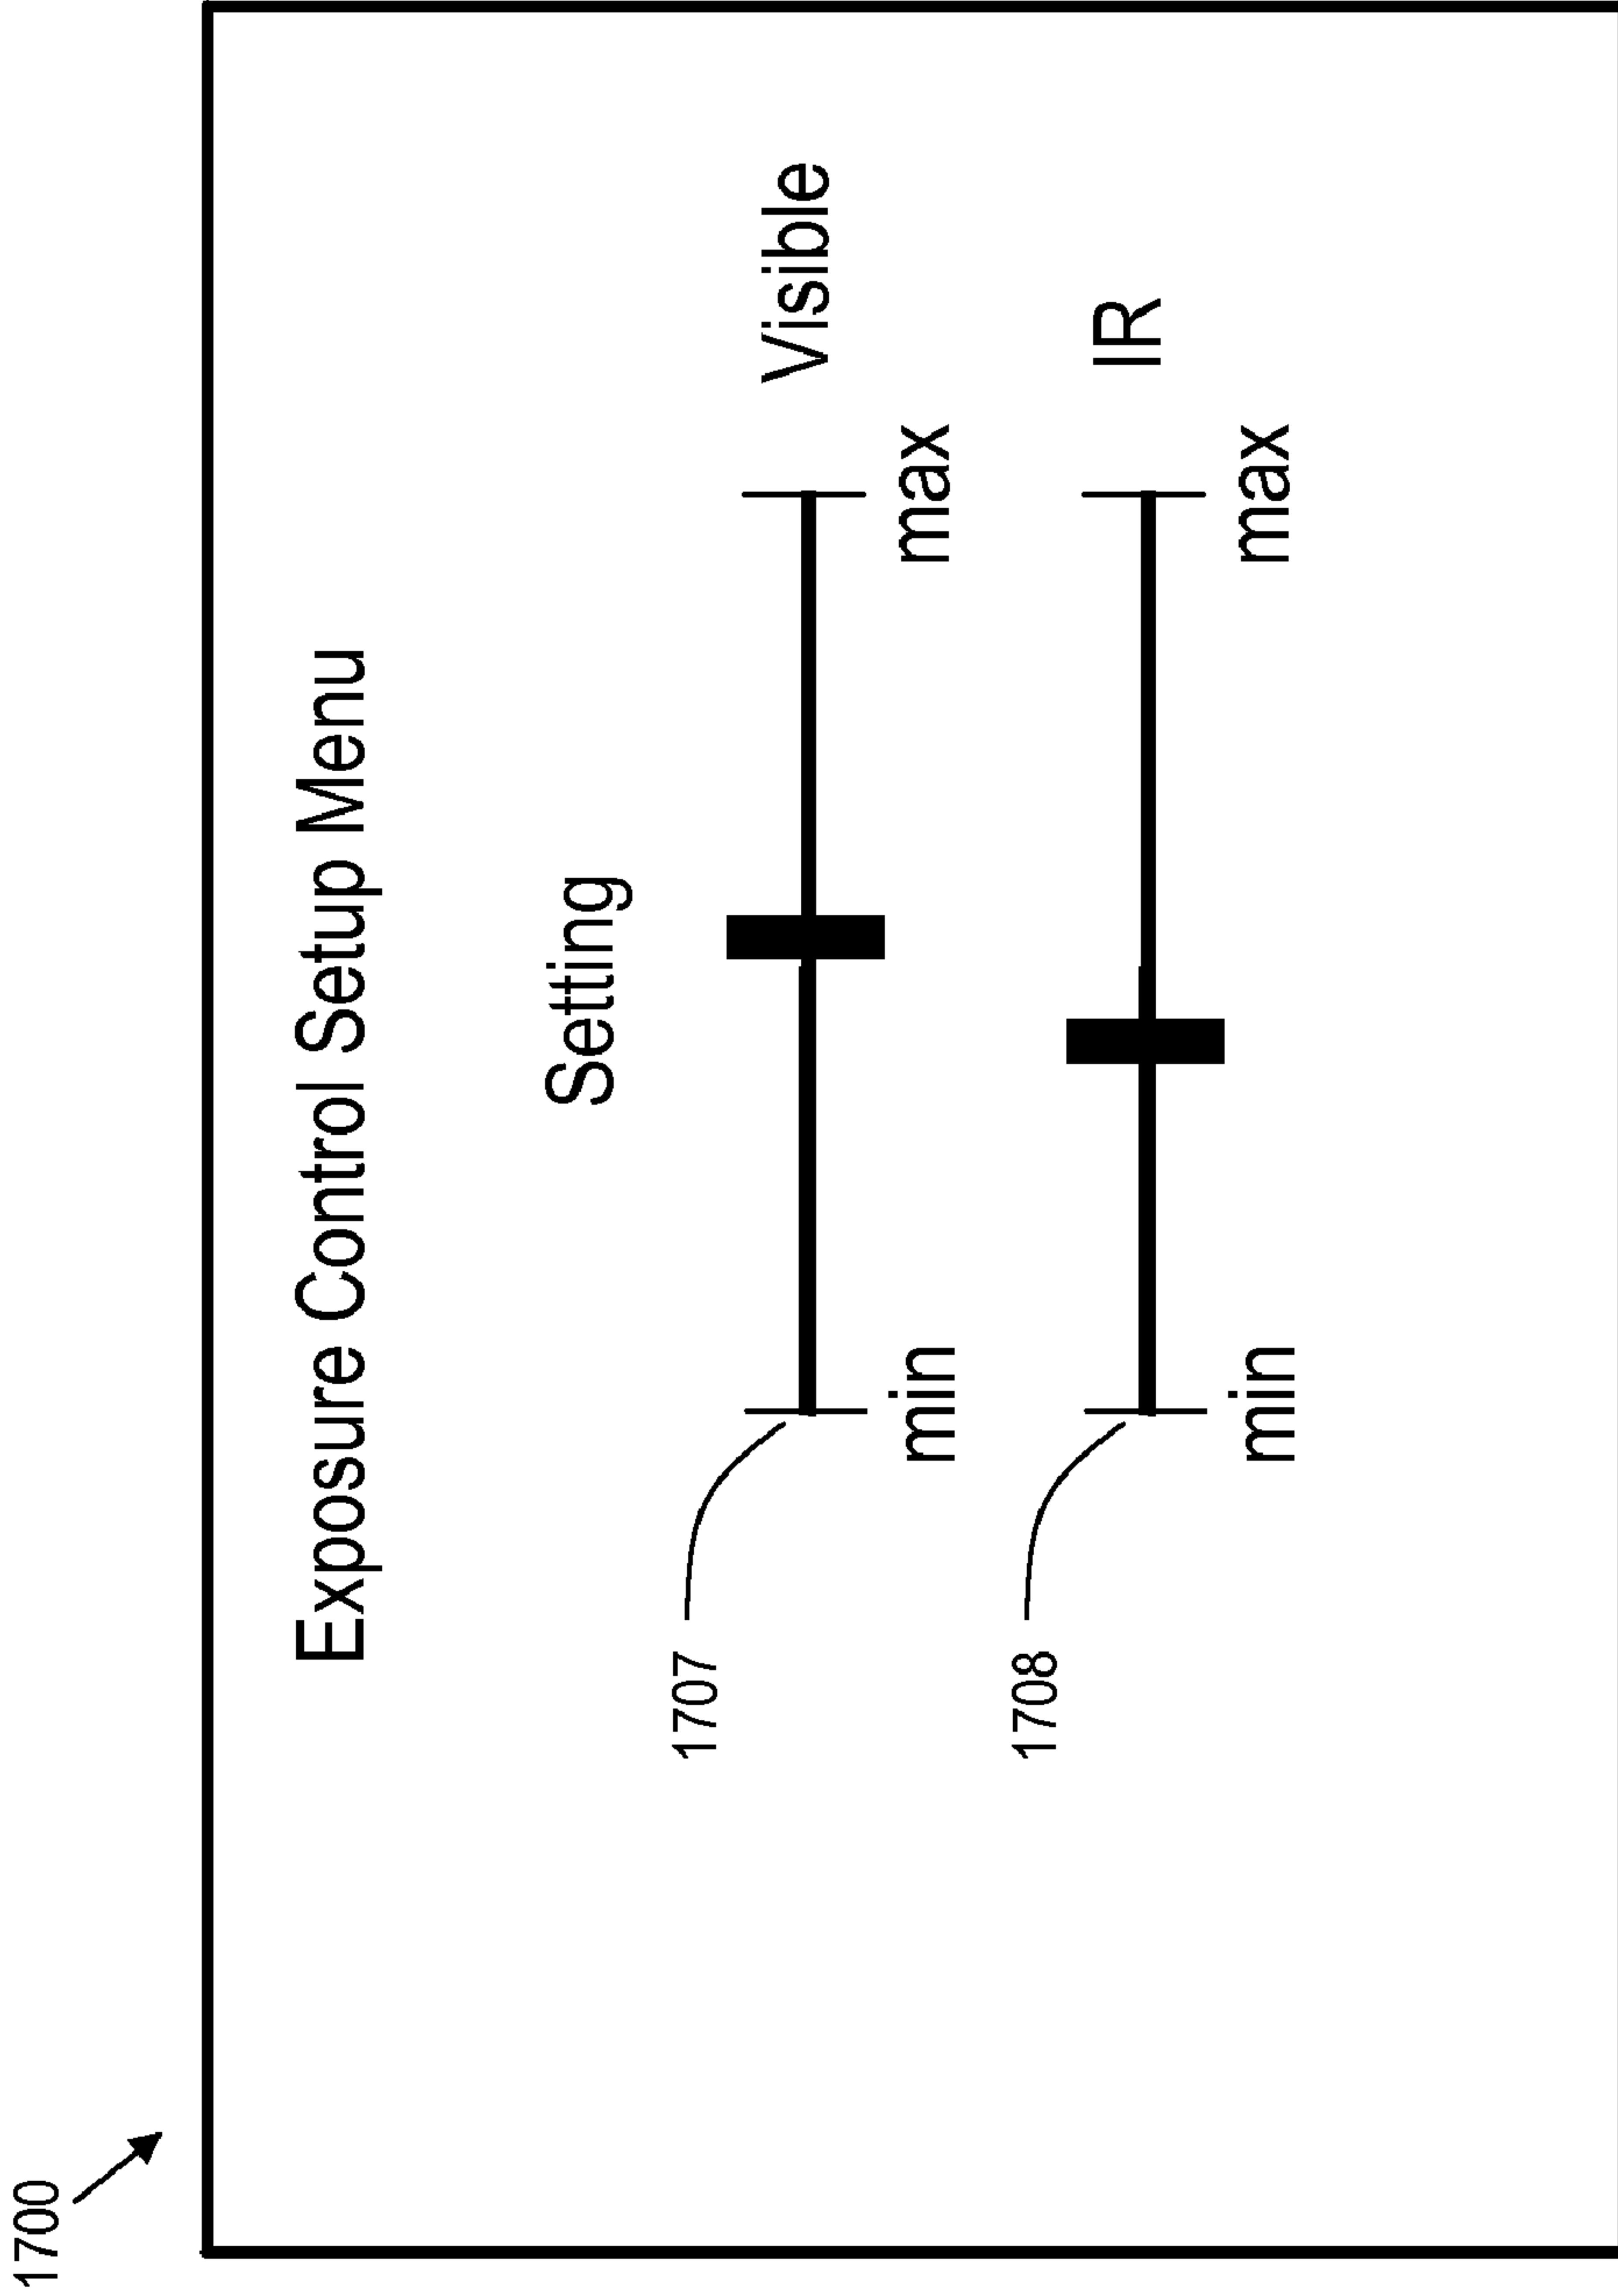 1700
Exposure Control Setup Menu
Setting
1707
Visible
min
max
1708
IR
min
max